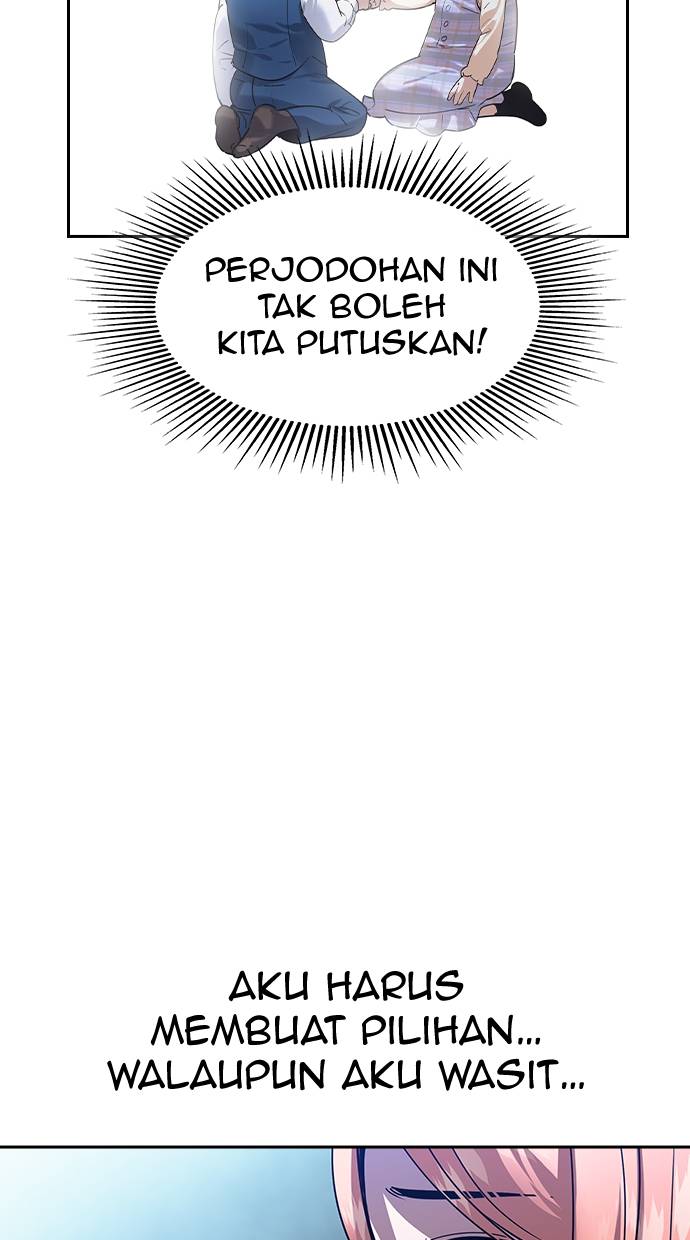 PERJODOHAN INI
TAK BOLEH
KITA PUTUSKAN!
AKU HARUS
MEMBUAT PILIHAN...
WALAUPUN AKU WASIT...